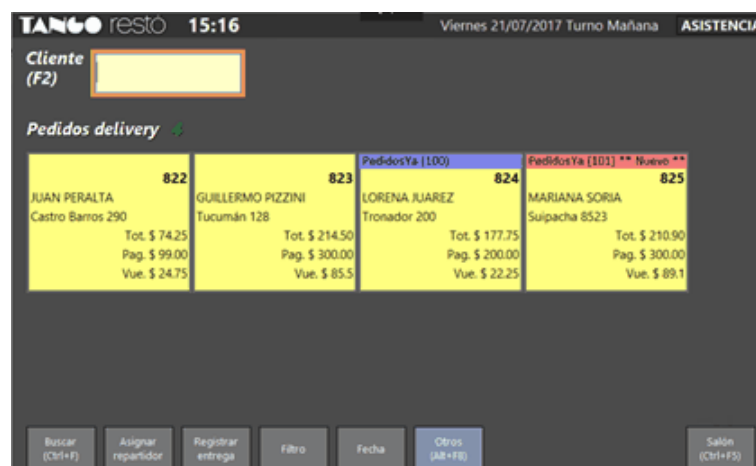 TANGO restó 15:16 Viernes 21/07/2017 Turno Mañana ASISTENCIA
Cliente
(F2)
Pedidos delivery 4
822
JUAN PERALTA
Castro Barros 290
Tot. $ 74.25
Pag. $ 99.00
Vue. $ 24.75
823
GUILLERMO PIZZINI
Tucumán 128
Tot. $ 214.50
Pag. $ 300.00
Vue. $ 85.5
PedidosYa (100)
824
LORENA JUAREZ
Tronador 200
Tot. $ 177.75
Pag. $ 200.00
Vue. $ 22.25
PedidosYa (101) ** Nuevo **
825
MARIANA SORIA
Suipacha 8523
Tot. $ 210.90
Pag. $ 300.00
Vue. $ 89.1
Buscar
(Ctrl+F)
Asignar
repartidor
Registrar
entrega
Filtro
Fecha
Otros
(Alt+F8)
Salón
(Ctrl+F5)